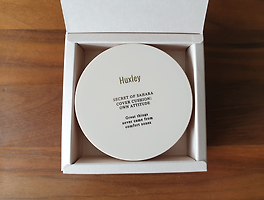 Huxley
SECRET OF SAHARA
COVER CUSHION:
OWN ATTITUDE
Great things
never came from
comfort zones